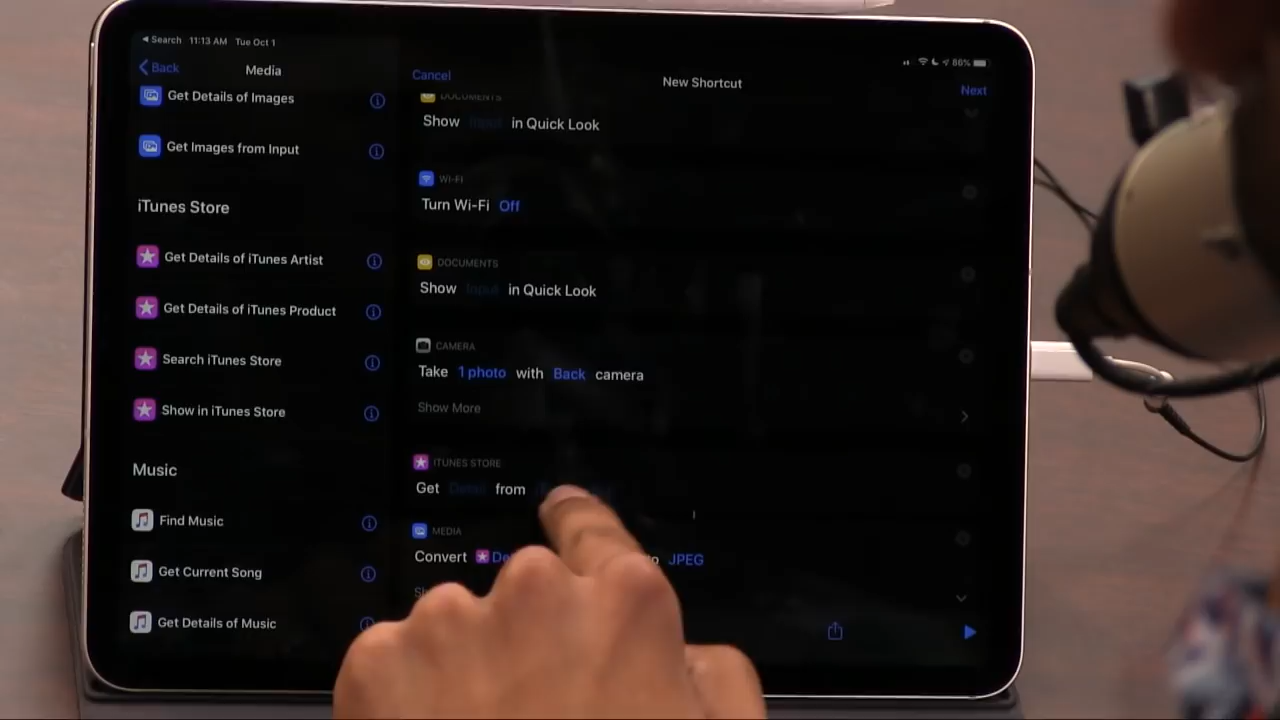 Search 11:13 AM Tue Oct 1
86%
Back
Media
Cancel
New Shortcut
Next
Get Details of Images
Get Images from Input
iTunes Store
Get Details of iTunes Artist
Get Details of iTunes Product
Search iTunes Store
Show in iTunes Store
Music
Find Music
Get Current Song
Get Details of Music
DOCUMENTS
Show Input in Quick Look
WI-FI
Turn Wi-Fi Off
DOCUMENTS
Show Input in Quick Look
CAMERA
Take 1 photo with Back camera
Show More
ITUNES STORE
Get Detail from
MEDIA
Convert JPEG